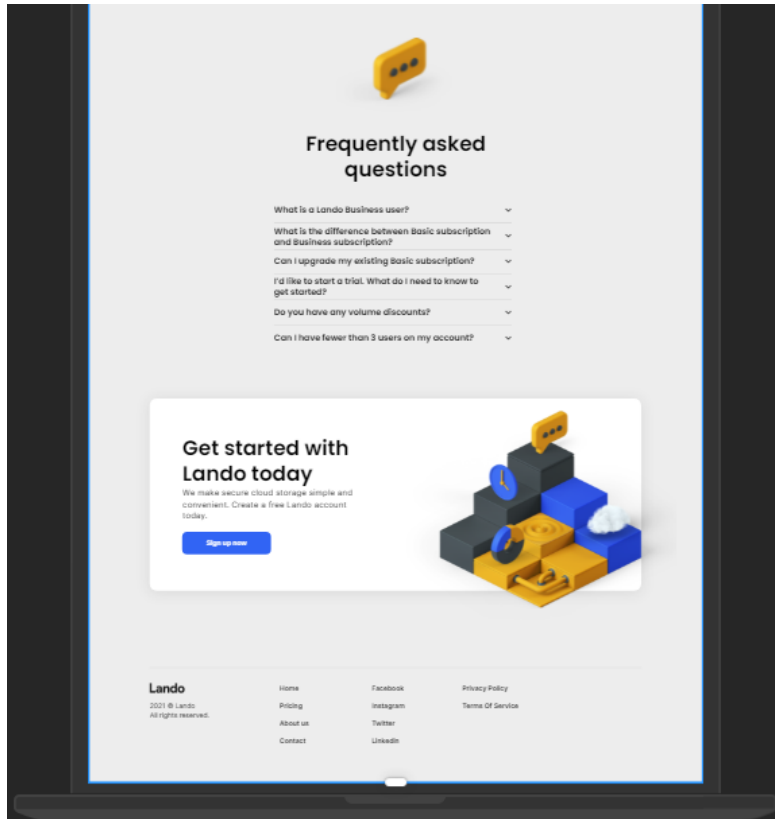 Frequently asked
questions
What is a Lando Business user?
What is the difference between Basic subscription
and Business subscription?
Can I upgrade my existing Basic subscription?
I'd like to start a trial. What do I need to know to
get started?
Do you have any volume discounts?
Can I have fewer than 3 users on my account?
Get started with
Lando today
We make secure cloud storage simple and
convenient. Create a free Lando account
today.
Sign up now
Lando
2021 © Lando
All rights reserved.
Home
Pricing
About us
Contact
Facebook
Instagram
Twitter
LinkedIn
Privacy Policy
Terms Of Service